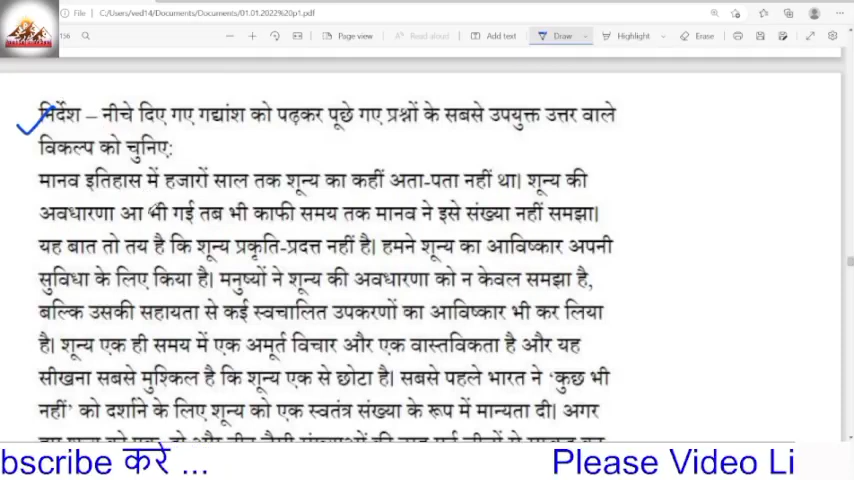 File | C:/Users/ved14/Documents/Documents/01.01.2022%20p1.pdf
156 Page view Read aloud Add text Draw Highlight Erase
निर्देश – नीचे दिए गए गद्यांश को पढ़कर पूछे गए प्रश्नों के सबसे उपयुक्त उत्तर वाले
विकल्प को चुनिए:
मानव इतिहास में हजारों साल तक शून्य का कहीं अता-पता नहीं था। शून्य की
अवधारणा आ भी गई तब भी काफी समय तक मानव ने इसे संख्या नहीं समझा।
यह बात तो तय है कि शून्य प्रकृति-प्रदत्त नहीं है। हमने शून्य का आविष्कार अपनी
सुविधा के लिए किया है। मनुष्यों ने शून्य की अवधारणा को न केवल समझा है,
बल्कि उसकी सहायता से कई स्वचालित उपकरणों का आविष्कार भी कर लिया
है। शून्य एक ही समय में एक अमूर्त विचार और एक वास्तविकता है और यह
सीखना सबसे मुश्किल है कि शून्य एक से छोटा है। सबसे पहले भारत ने ‘कुछ भी
नहीं’ को दर्शाने के लिए शून्य को एक स्वतंत्र संख्या के रूप में मान्यता दी। अगर
bscribe करे ... Please Video Li